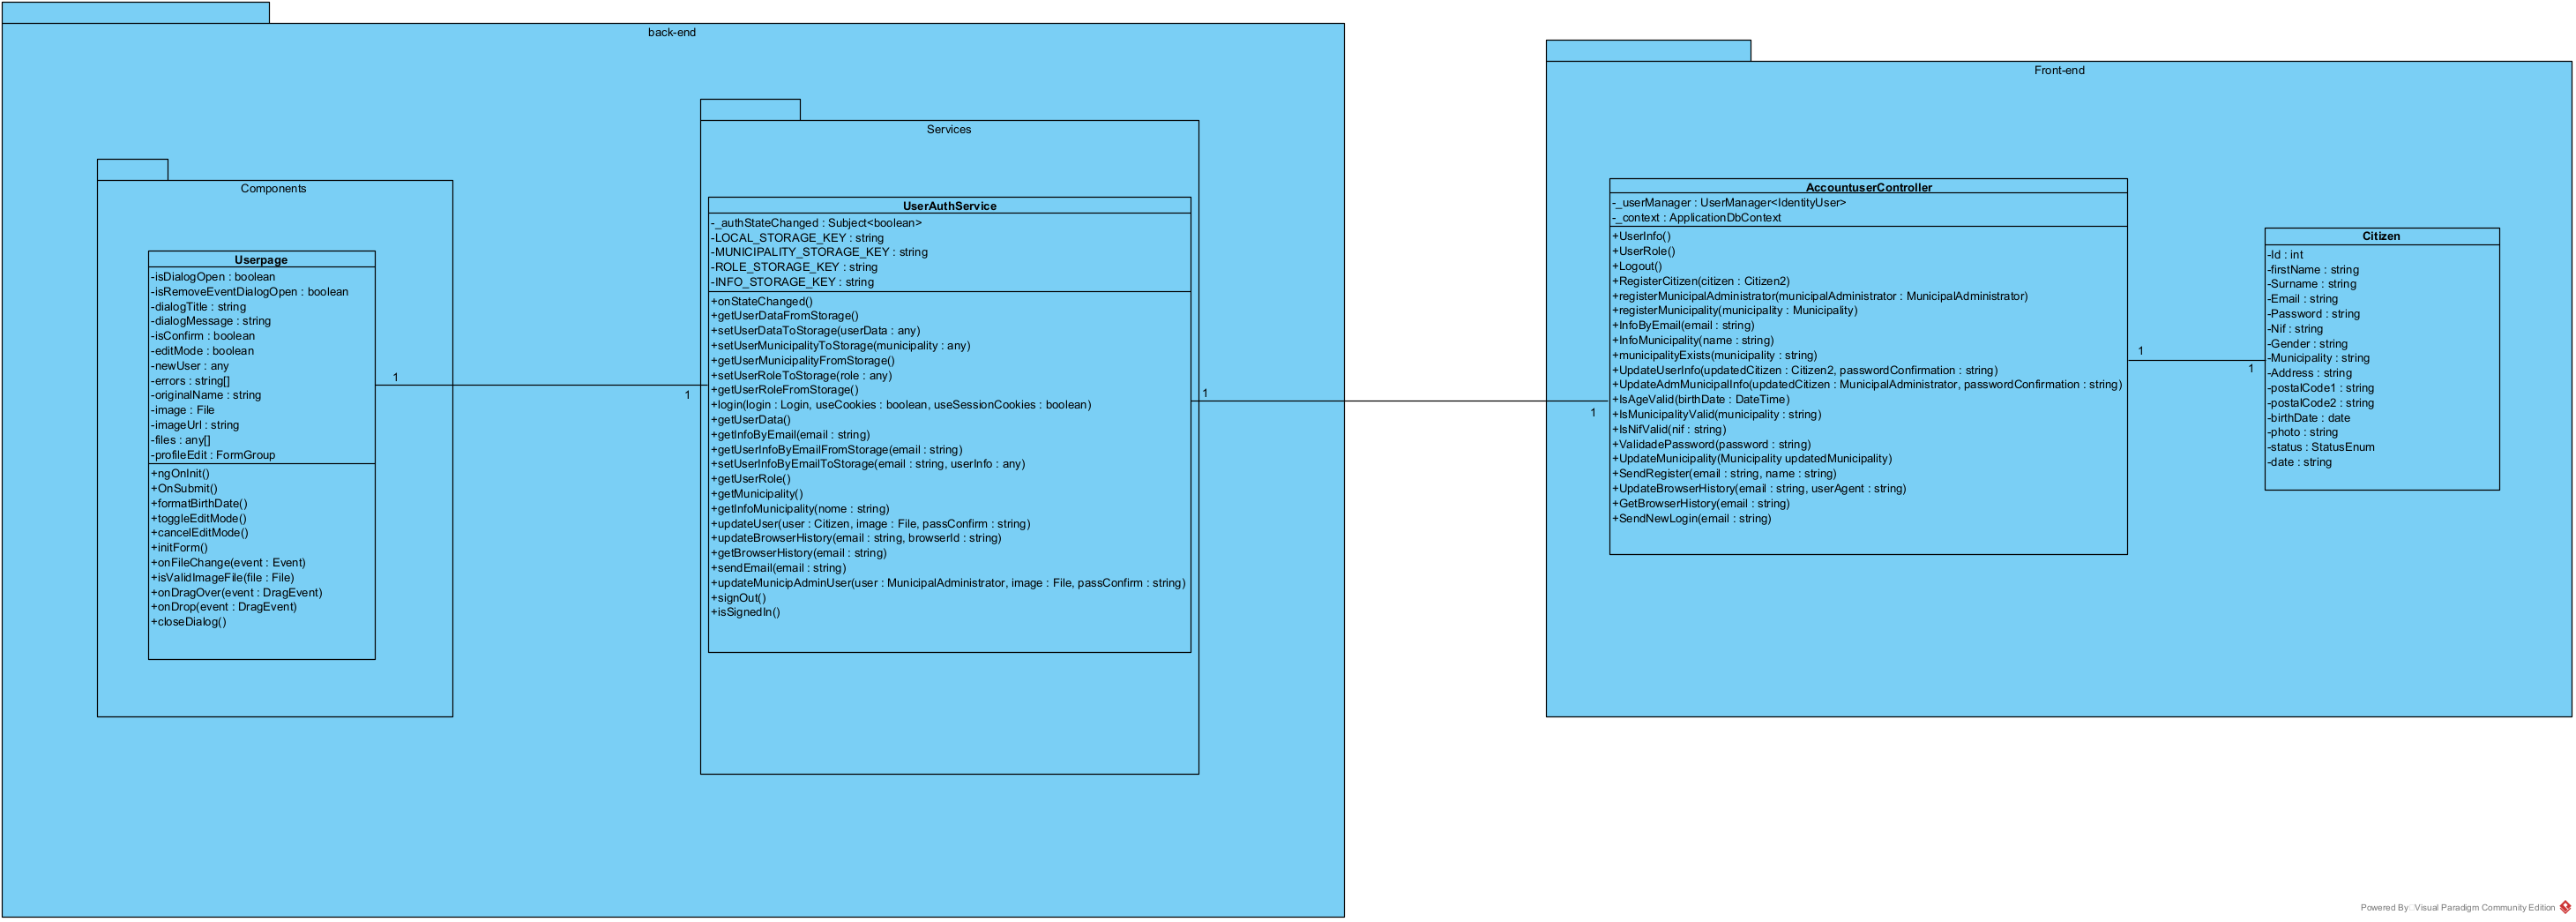 back-end
Components
Userpage
-isDialogOpen : boolean
-isRemoveEventDialogOpen : boolean
-dialogTitle : string
-dialogMessage : string
-isConfirm : boolean
-editMode : boolean
-newUser : any
-errors : string[]
-originalName : string
-image : File
-imageUrl : string
-files : any[]
-profileEdit : FormGroup
+ngOnInit()
+OnSubmit()
+formatBirthDate()
+toggleEditMode()
+cancelEditMode()
+initForm()
+onFileChange(event : Event)
+isValidImageFile(file : File)
+onDragOver(event : DragEvent)
+onDrop(event : DragEvent)
+closeDialog()
1
1
Services
UserAuthService
-_authStateChanged : Subject<boolean>
-LOCAL_STORAGE_KEY : string
-MUNICIPALITY_STORAGE_KEY : string
-ROLE_STORAGE_KEY : string
-INFO_STORAGE_KEY : string
+onStateChanged()
+getUserDataFromStorage()
+setUserDataToStorage(userData : any)
+setUserMunicipalityToStorage(municipality : any)
+getUserMunicipalityFromStorage()
+setUserRoleToStorage(role : any)
+getUserRoleFromStorage()
+login(login : Login, useCookies : boolean, useSessionCookies : boolean)
+getUserData()
+getInfoByEmail(email : string)
+getUserInfoByEmailFromStorage(email : string)
+setUserInfoByEmailToStorage(email : string, userInfo : any)
+getUserRole()
+getMunicipality()
+getInfoMunicipality(nome : string)
+updateUser(user : Citizen, image : File, passConfirm : string)
+updateBrowserHistory(email : string, browserId : string)
+getBrowserHistory(email : string)
+sendEmail(email : string)
+updateMunicipAdminUser(user : MunicipalAdministrator, image : File, passConfirm : string)
+signOut()
+isSignedIn()
1
1
Front-end
AccountuserController
-_userManager : UserManager<IdentityUser>
-_context : ApplicationDbContext
+UserInfo()
+UserRole()
+Logout()
+RegisterCitizen(citizen : Citizen2)
+registerMunicipalAdministrator(municipalAdministrator : MunicipalAdministrator)
+registerMunicipality(municipality : Municipality)
+InfoByEmail(email : string)
+InfoMunicipality(name : string)
+municipalityExists(municipality : string)
+UpdateUserInfo(updatedCitizen : Citizen2, passwordConfirmation : string)
+UpdateAdmMunicipalInfo(updatedCitizen : MunicipalAdministrator, passwordConfirmation : string)
+IsAgeValid(birthDate : DateTime)
+IsMunicipalityValid(municipality : string)
+IsNifValid(nif : string)
+ValidadePassword(password : string)
+UpdateMunicipality(Municipality updatedMunicipality)
+SendRegister(email : string, name : string)
+UpdateBrowserHistory(email : string, userAgent : string)
+GetBrowserHistory(email : string)
+SendNewLogin(email : string)
1
1
Citizen
-Id : int
-firstName : string
-Surname : string
-Email : string
-Password : string
-Nif : string
-Gender : string
-Municipality : string
-Address : string
-postalCode1 : string
-postalCode2 : string
-birthDate : date
-photo : string
-status : StatusEnum
-date : string
Powered By Visual Paradigm Community Edition